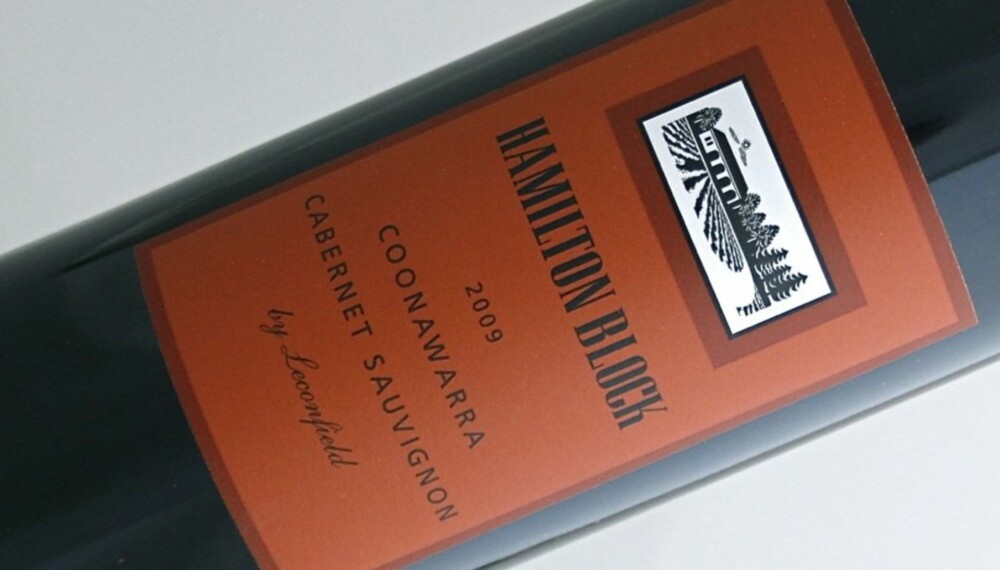 HAMILTON BLOCK
2009
COONAWARRA
CABERNET SAUVIGNON
by Leconfield